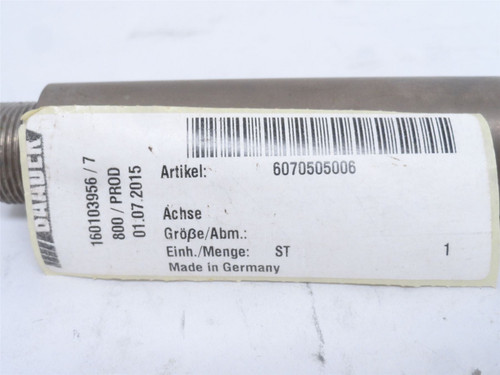 160103956 / 7
800 / PROD
01.07.2015
Artikel: 6070505006
Achse
Größe/Abm.:
Einh./Menge: ST 1
Made in Germany